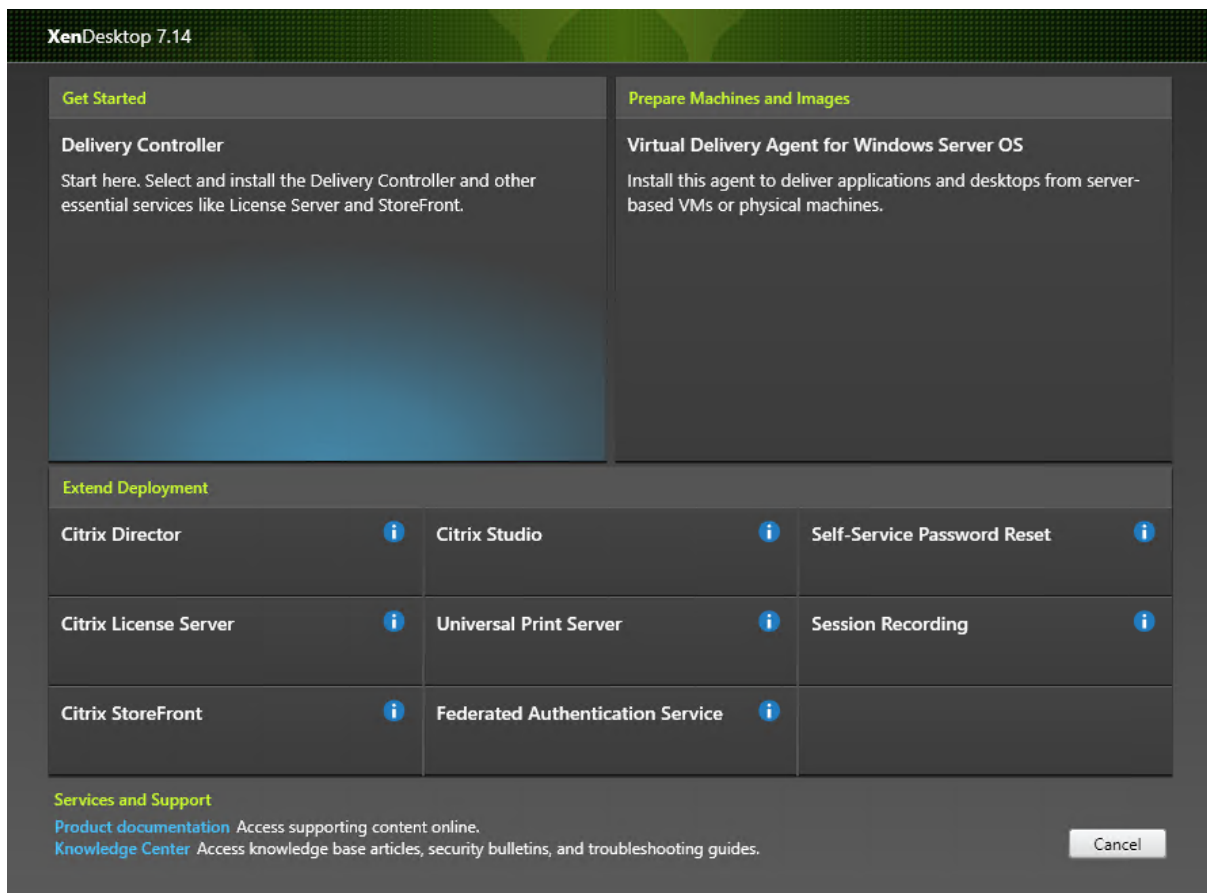 XenDesktop 7.14
Get Started
Delivery Controller
Start here. Select and install the Delivery Controller and other
essential services like License Server and StoreFront.
Prepare Machines and Images
Virtual Delivery Agent for Windows Server OS
Install this agent to deliver applications and desktops from server-
based VMs or physical machines.
Extend Deployment
Citrix Director
Citrix Studio
Self-Service Password Reset
Citrix License Server
Universal Print Server
Session Recording
Citrix StoreFront
Federated Authentication Service
Services and Support
Product documentation Access supporting content online.
Knowledge Center Access knowledge base articles, security bulletins, and troubleshooting guides.
Cancel